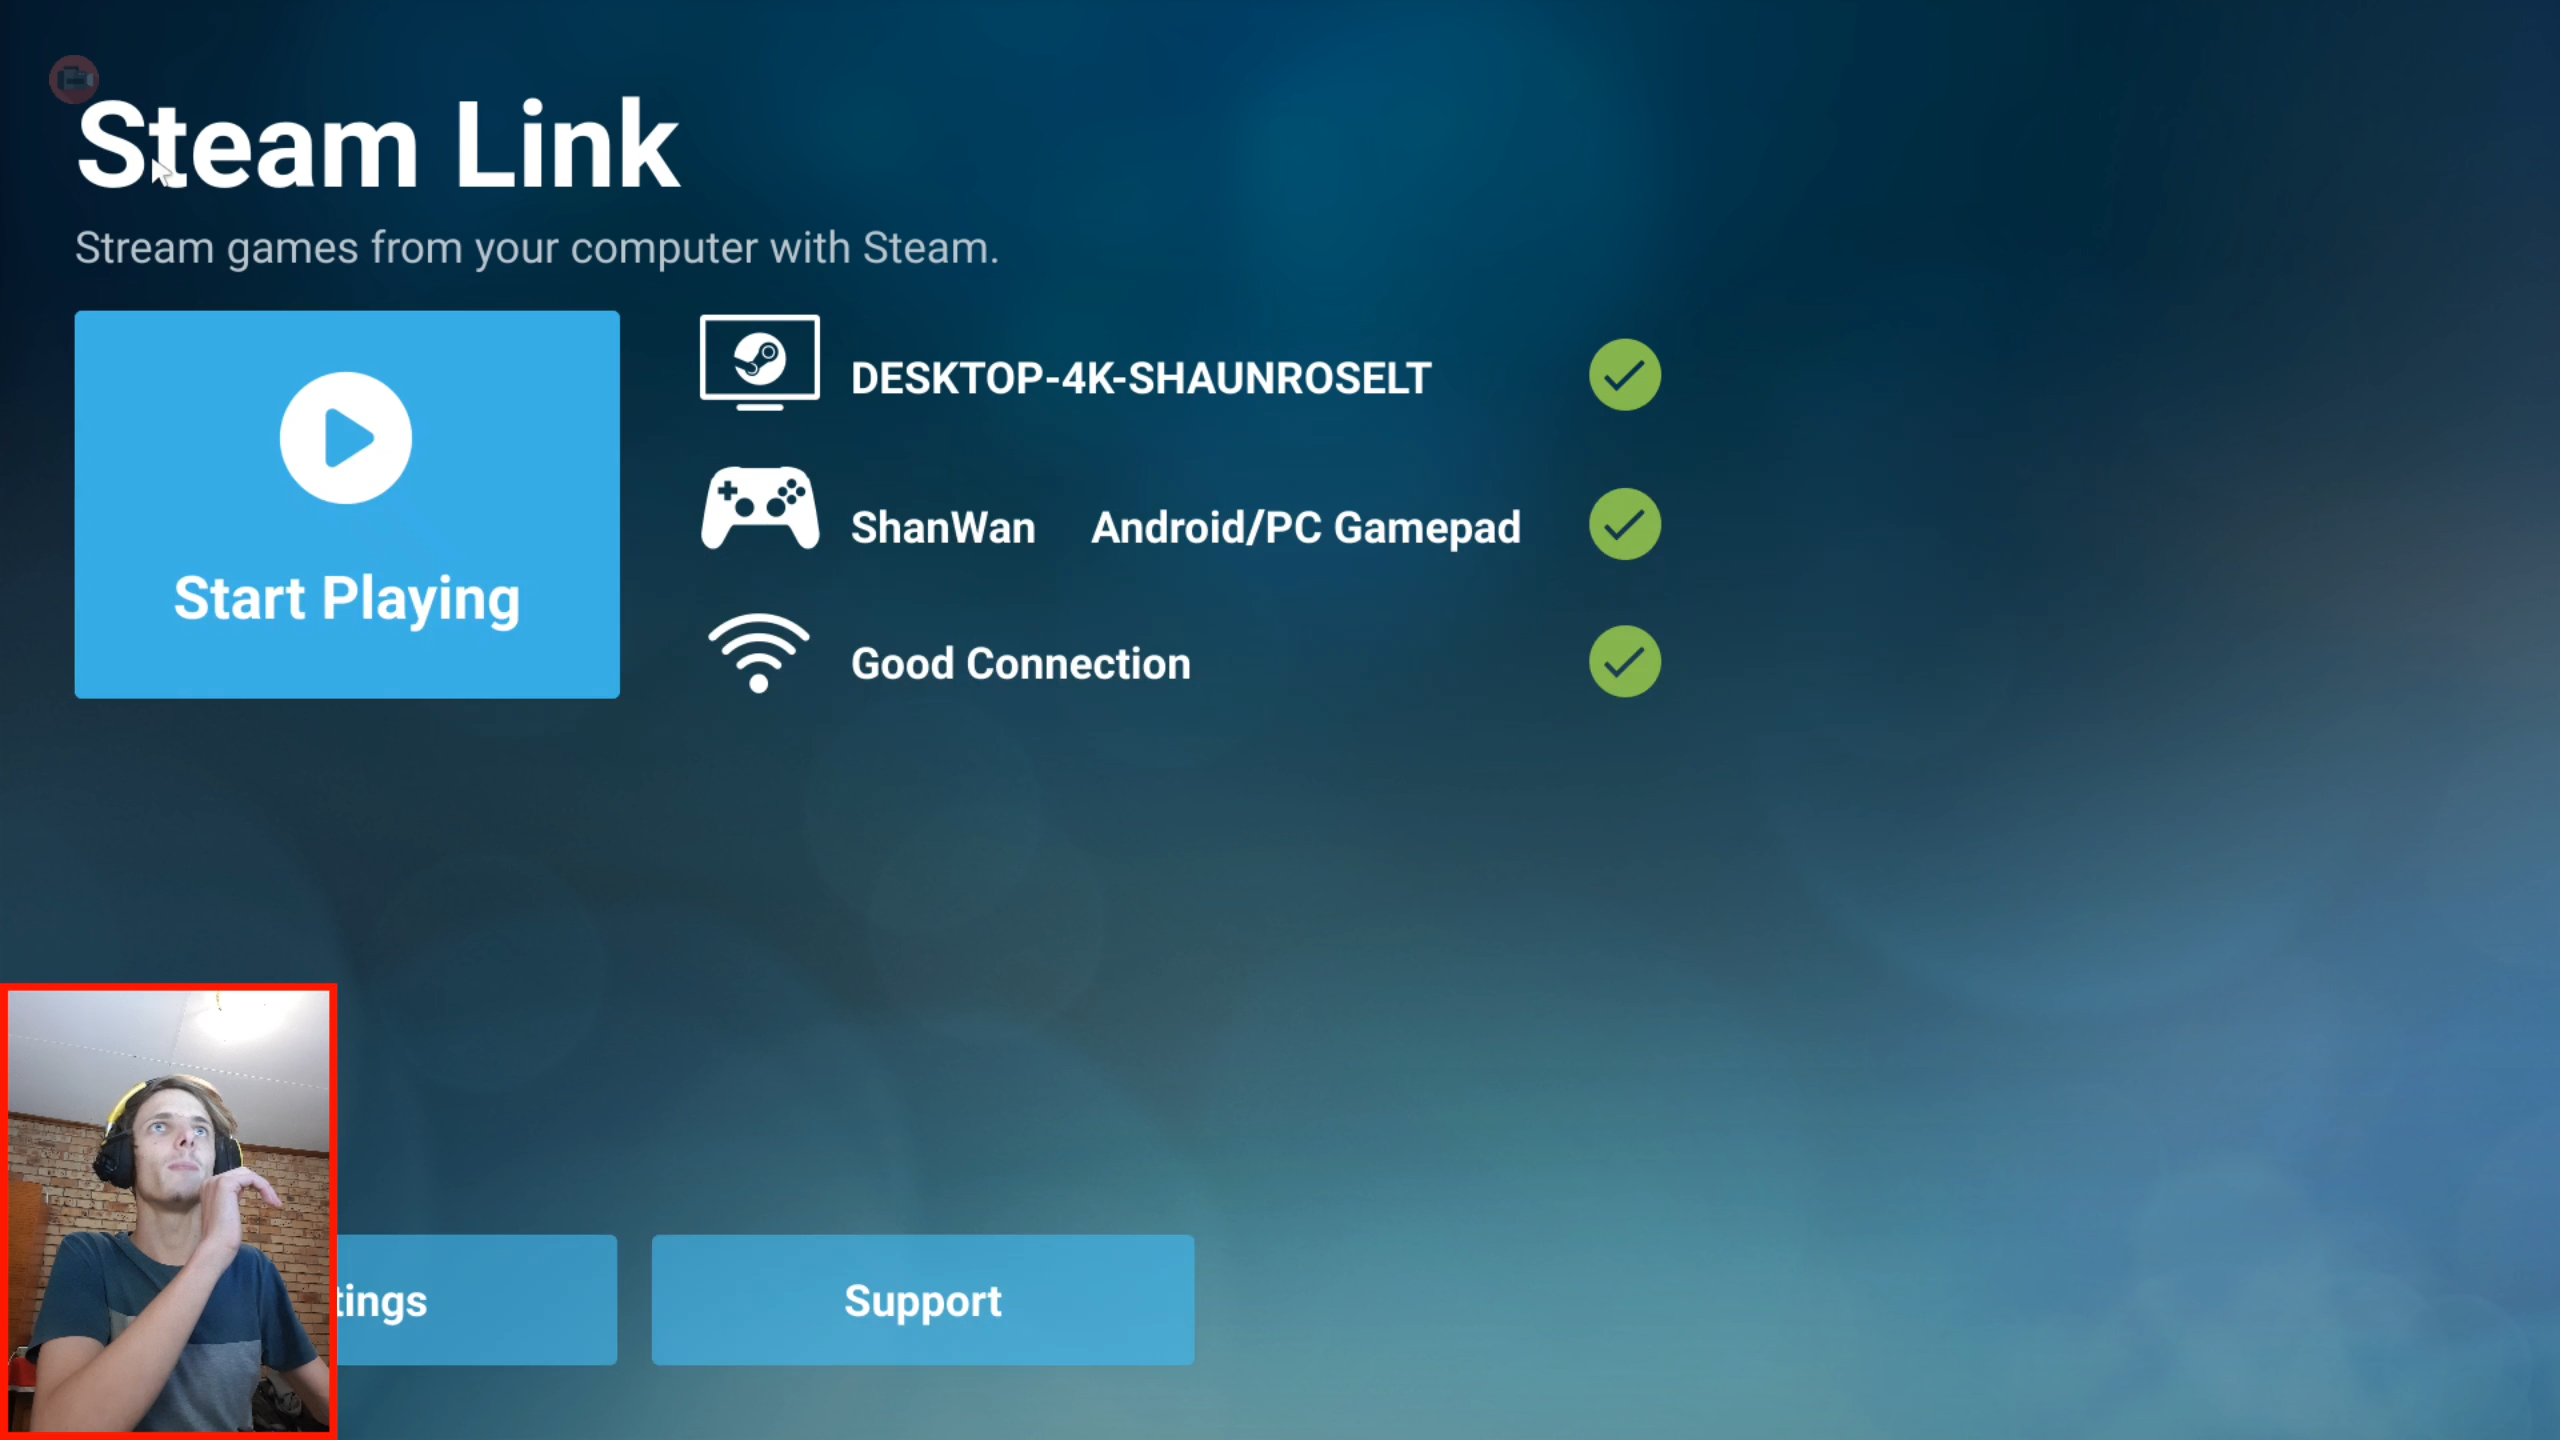 Steam Link
Stream games from your computer with Steam.
Start Playing
DESKTOP-4K-SHAUNROSELT
ShanWan Android/PC Gamepad
Good Connection
tings
Support